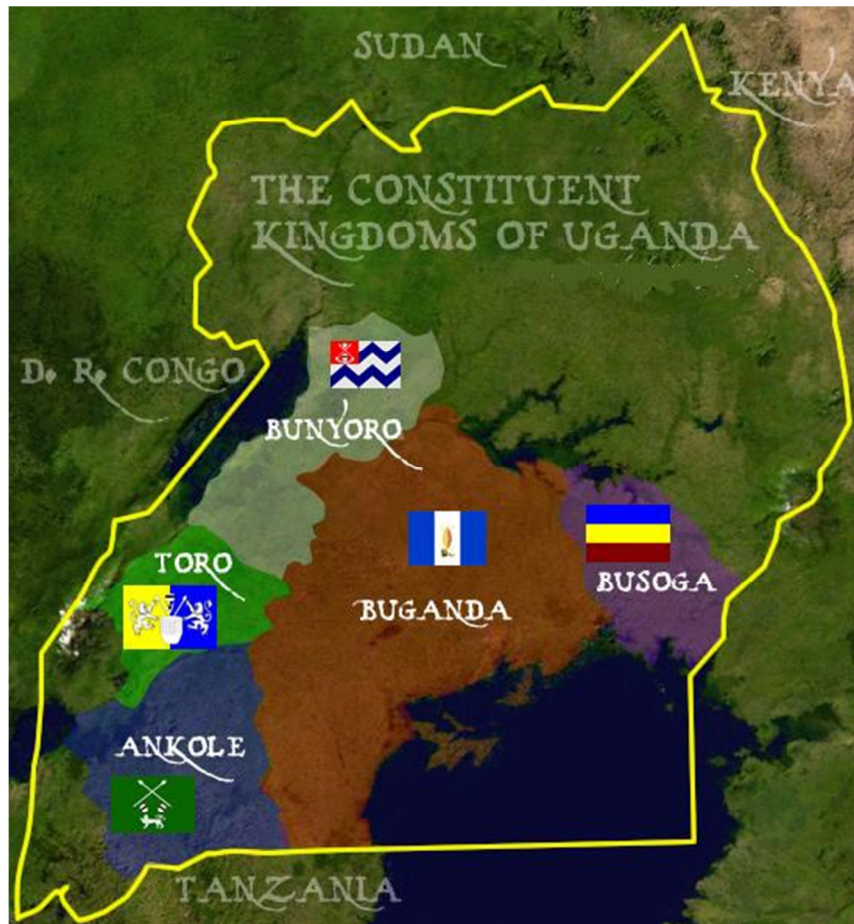 SUDAN
KENYA
THE CONSTITUENT
KINGDOMS OF UGANDA
D. R. CONGO
BUNYORO
TORO
BUSOGA
BUGANDA
ANKOLE
TANZANIA